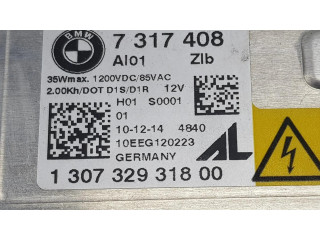 BMW
7 317 408
AI01 Zlb
35Wmax. 1200VDC/85VAC
2.00Kh/DOT D1S/D1R 12V
H01 S0001
01
10-12-14 4840
10EEG120223
GERMANY AL
1 307 329 318 00